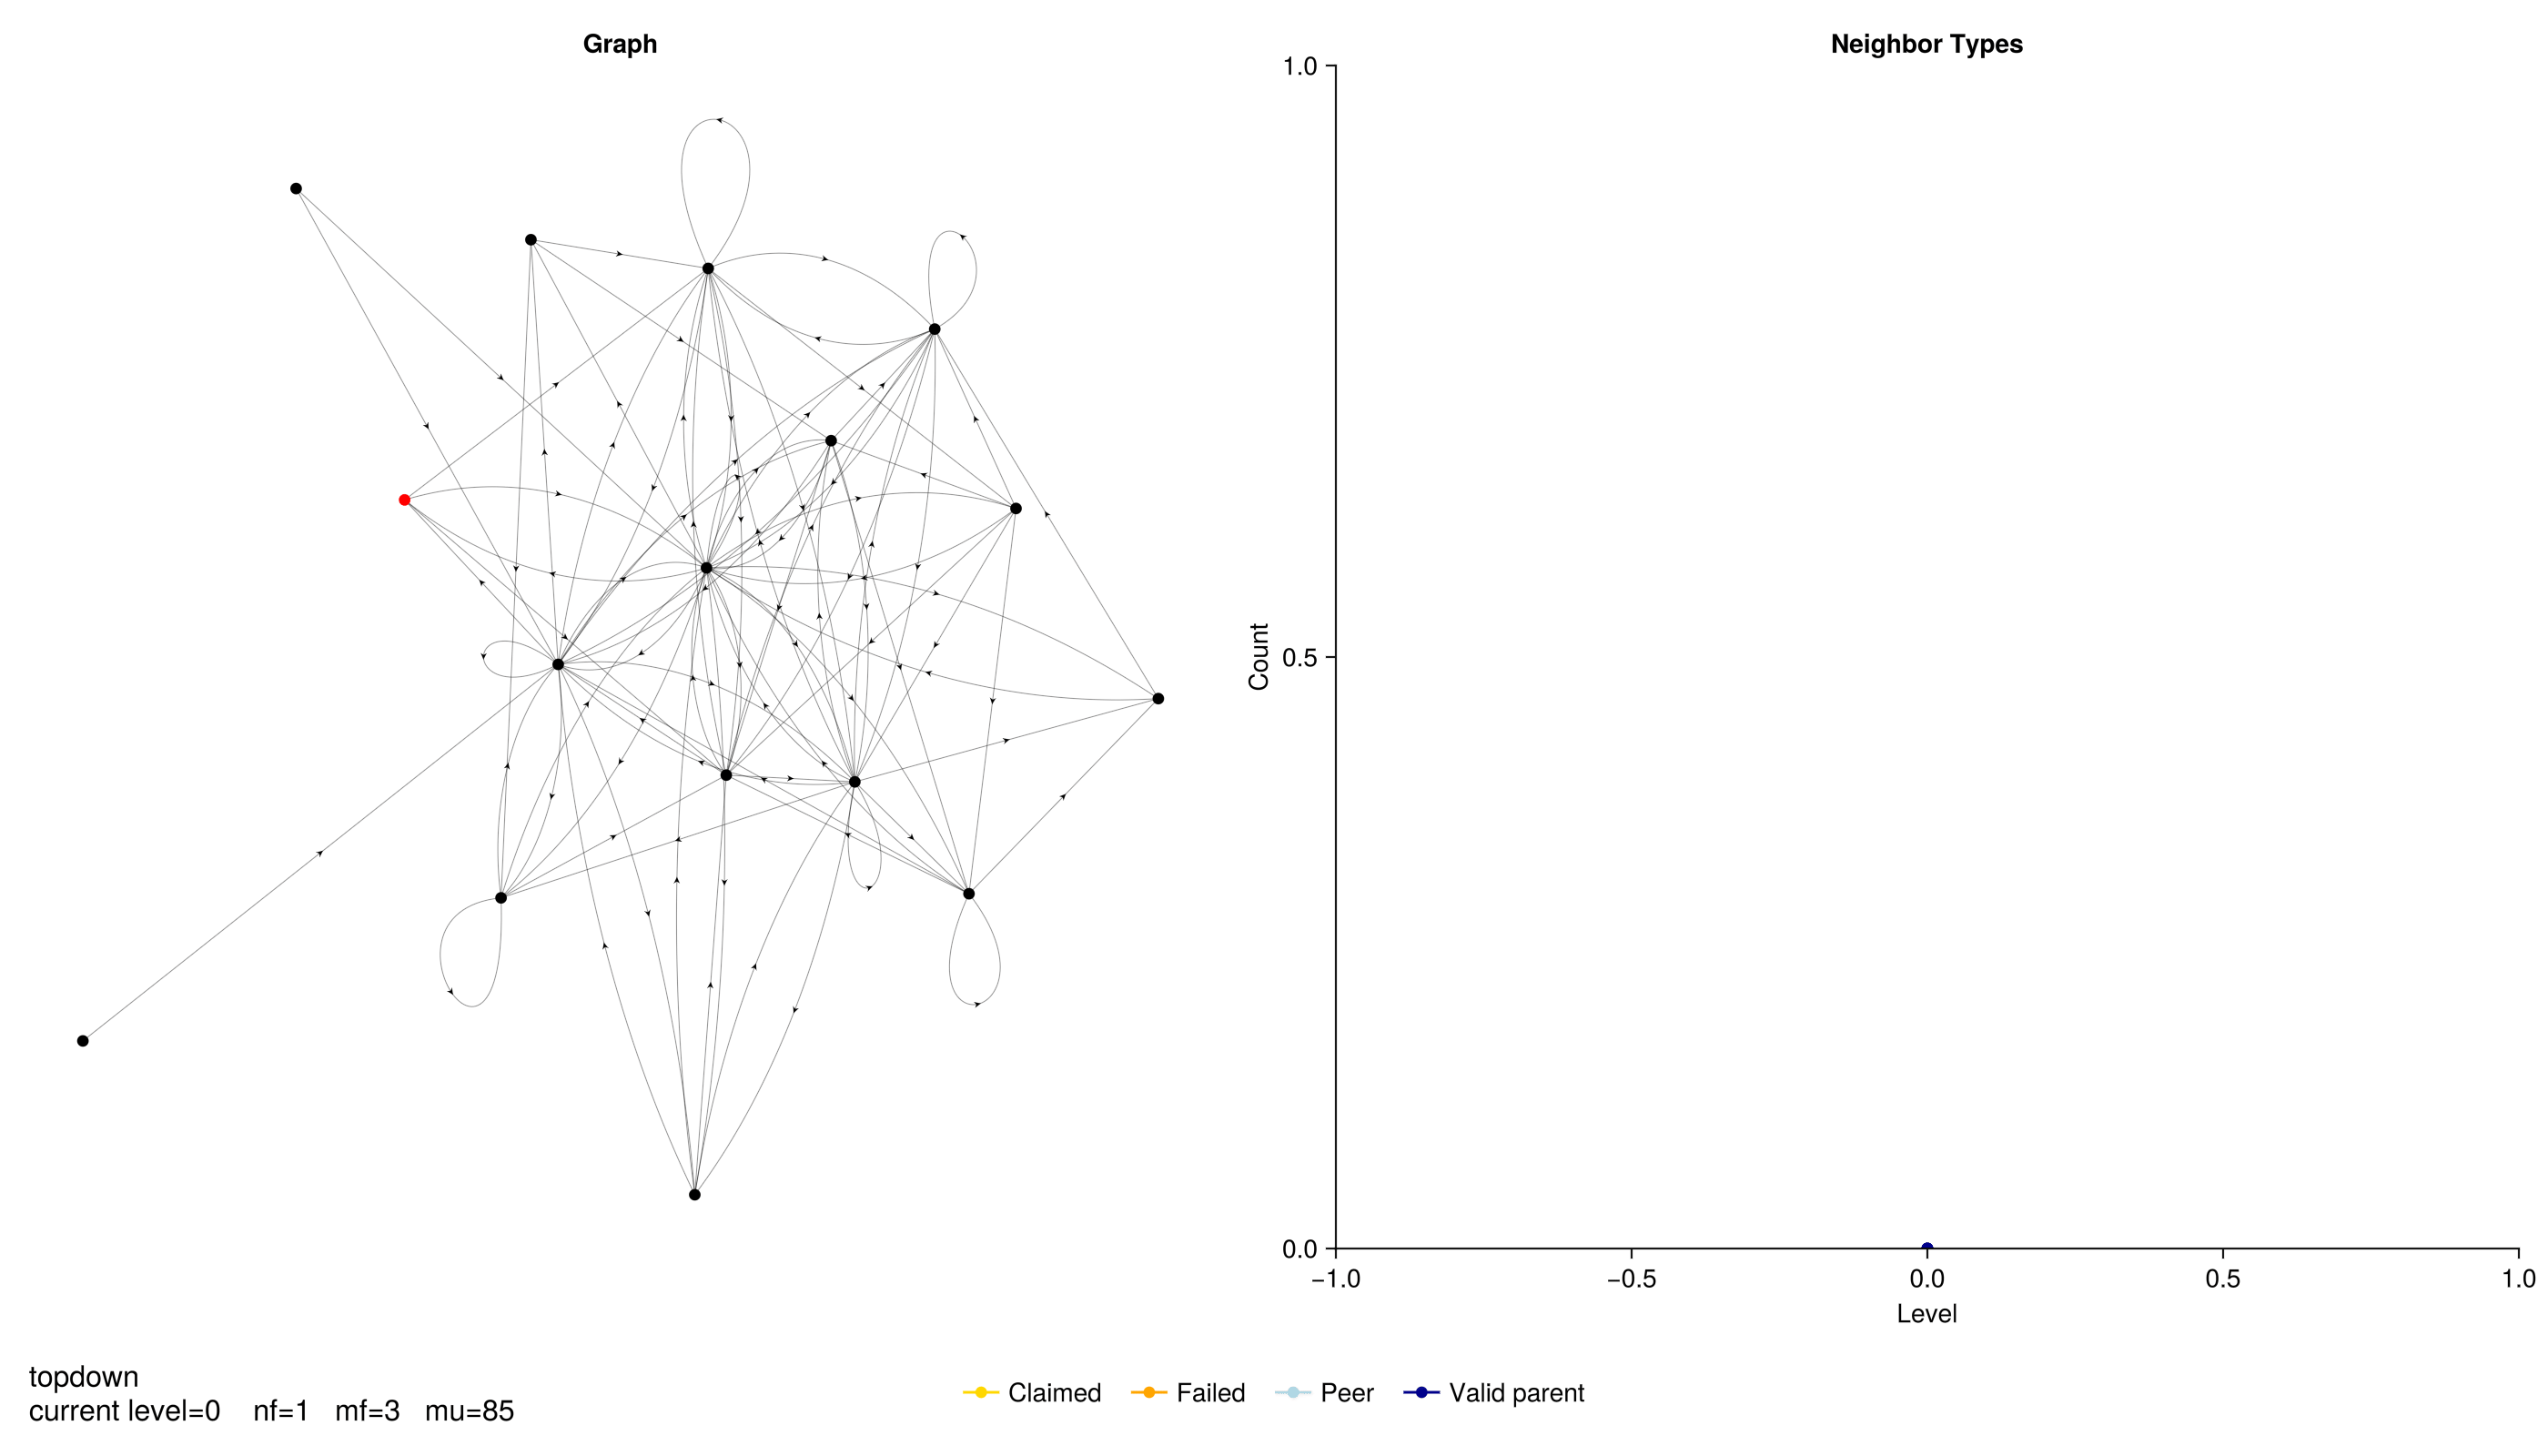 Graph
Neighbor Types
1.0
0.5
0.0
Count
−1.0 −0.5 0.0 0.5 1.0
Level
topdown
current level=0 nf=1 mf=3 mu=85
Claimed Failed Peer Valid parent